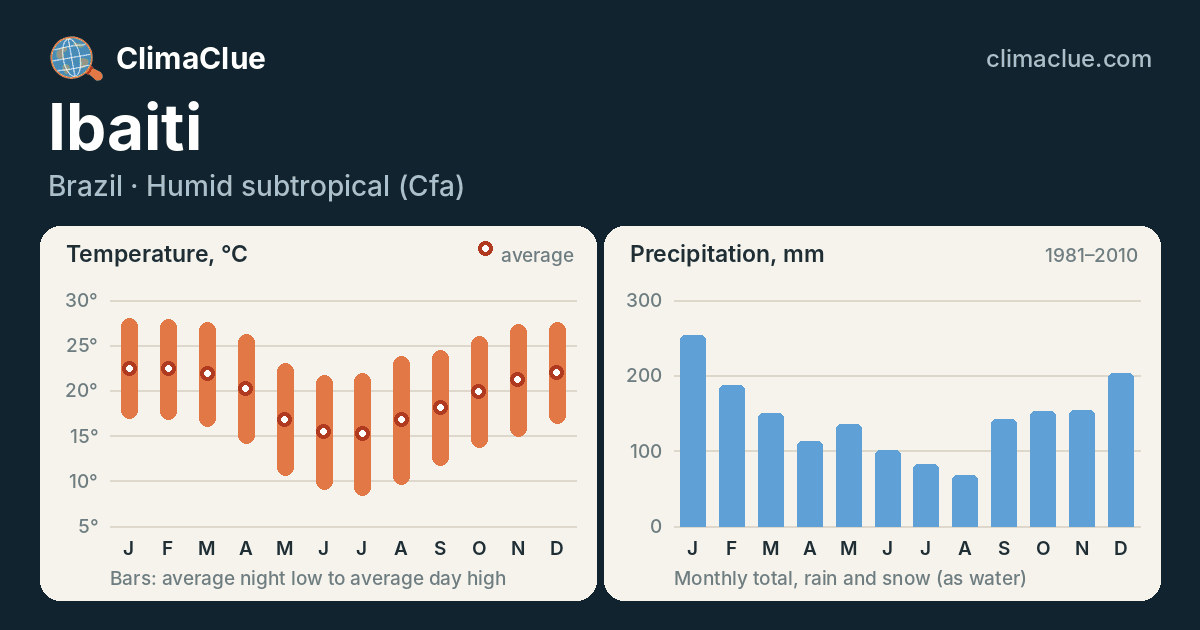 ClimaClue
climaclue.com
Ibaiti
Brazil · Humid subtropical (Cfa)
Temperature, °C
average
30°
25°
20°
15°
10°
5°
J F M A M J J A S O N D
Bars: average night low to average day high
Precipitation, mm
1981–2010
300
200
100
0
J F M A M J J A S O N D
Monthly total, rain and snow (as water)